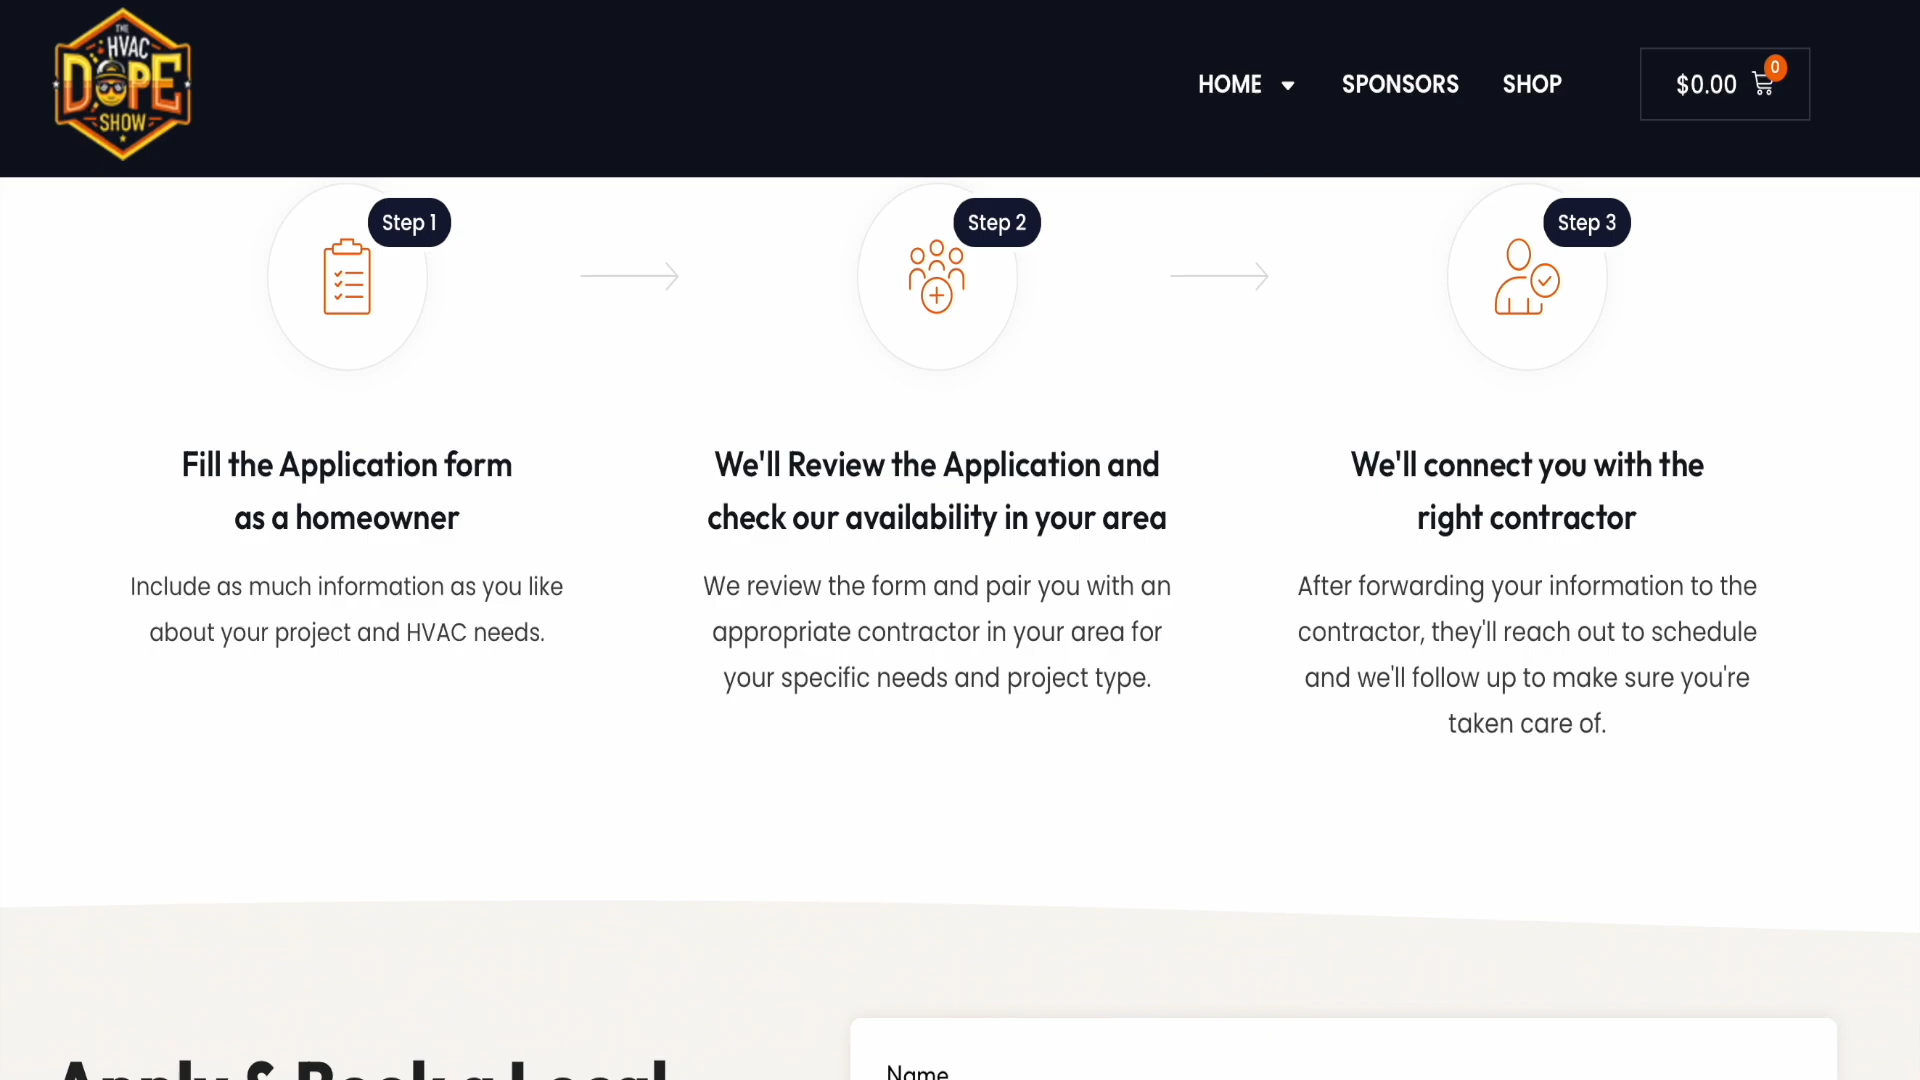 THE
HVAC
DOPE
SHOW
HOME
SPONSORS
SHOP
$0.00
0
Step 1
Step 2
Step 3
Fill the Application form
as a homeowner
Include as much information as you like
about your project and HVAC needs.
We'll Review the Application and
check our availability in your area
We review the form and pair you with an
appropriate contractor in your area for
your specific needs and project type.
We'll connect you with the
right contractor
After forwarding your information to the
contractor, they'll reach out to schedule
and we'll follow up to make sure you're
taken care of.
Apply & Book a Local
Name